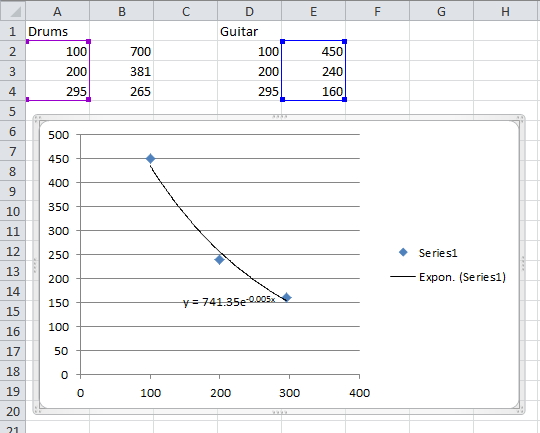 A B C D E F G H
1 Drums Guitar
2 100 700 100 450
3 200 381 200 240
4 295 265 295 160
5
6 500
7 450
8 400
9 350
10 300
11 250
12 Series1
13 200 Expon. (Series1)
14 150 y = 741.35e^-0.005x
15
16 100
17 50
18 0
19 0 100 200 300 400
20
21